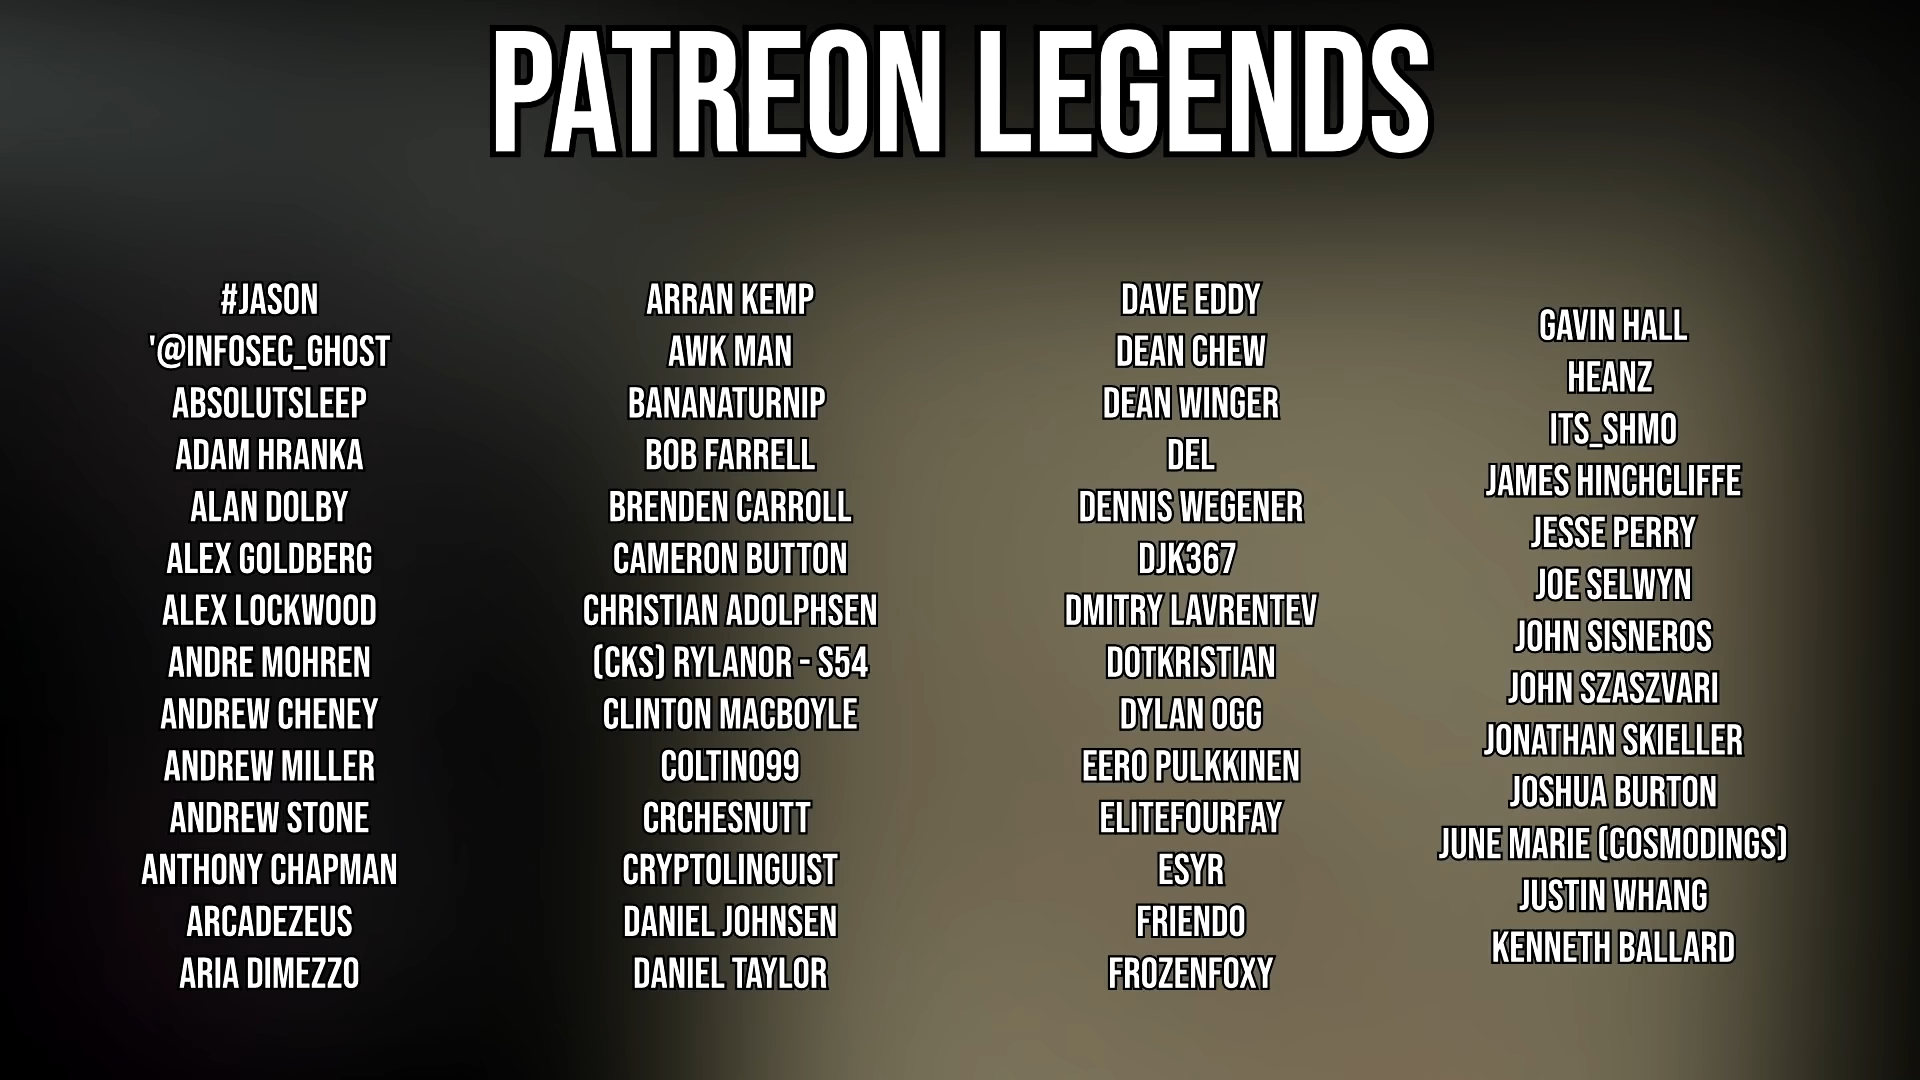 PATREON LEGENDS
#JASON
'@INFOSEC_GHOST
ABSOLUTSLEEP
ADAM HRANKA
ALAN DOLBY
ALEX GOLDBERG
ALEX LOCKWOOD
ANDRE MOHREN
ANDREW CHENEY
ANDREW MILLER
ANDREW STONE
ANTHONY CHAPMAN
ARCADEZEUS
ARIA DIMEZZO
ARRAN KEMP
AWK MAN
BANANATURNIP
BOB FARRELL
BRENDEN CARROLL
CAMERON BUTTON
CHRISTIAN ADOLPHSEN
(CKS) RYLANOR - S54
CLINTON MACBOYLE
COLTINO99
CRCHESNUTT
CRYPTOLINGUIST
DANIEL JOHNSEN
DANIEL TAYLOR
DAVE EDDY
DEAN CHEW
DEAN WINGER
DEL
DENNIS WEGENER
DJK367
DMITRY LAVRENTEV
DOTKRISTIAN
DYLAN OGG
EERO PULKKINEN
ELITEFOURFAY
ESYR
FRIENDO
FROZENFOXY
GAVIN HALL
HEANZ
ITS_SHMO
JAMES HINCHCLIFFE
JESSE PERRY
JOE SELWYN
JOHN SISNEROS
JOHN SZASZVARI
JONATHAN SKIELLER
JOSHUA BURTON
JUNE MARIE (COSMODINGS)
JUSTIN WHANG
KENNETH BALLARD